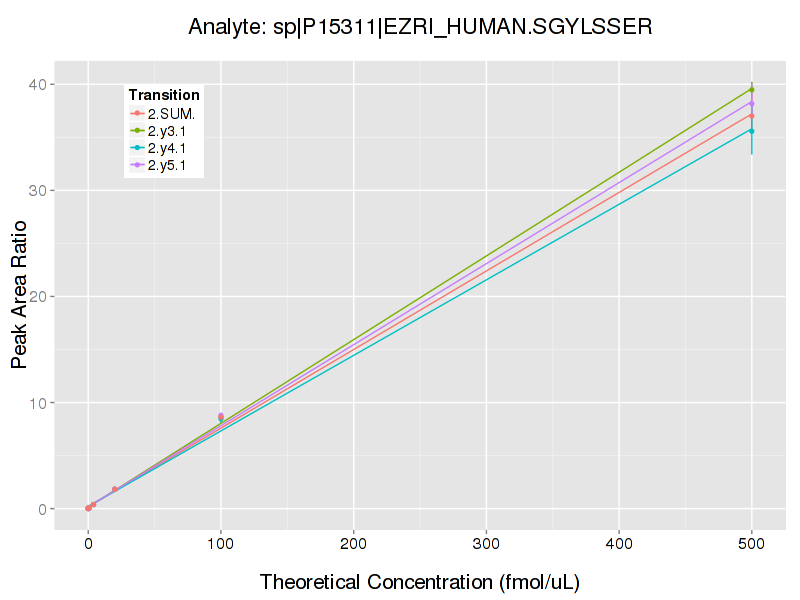 Analyte: sp|P15311|EZRI_HUMAN.SGYLSSER
Transition
2.SUM.
2.y3.1
2.y4.1
2.y5.1
40
30
20
10
0
Peak Area Ratio
0 100 200 300 400 500
Theoretical Concentration (fmol/uL)